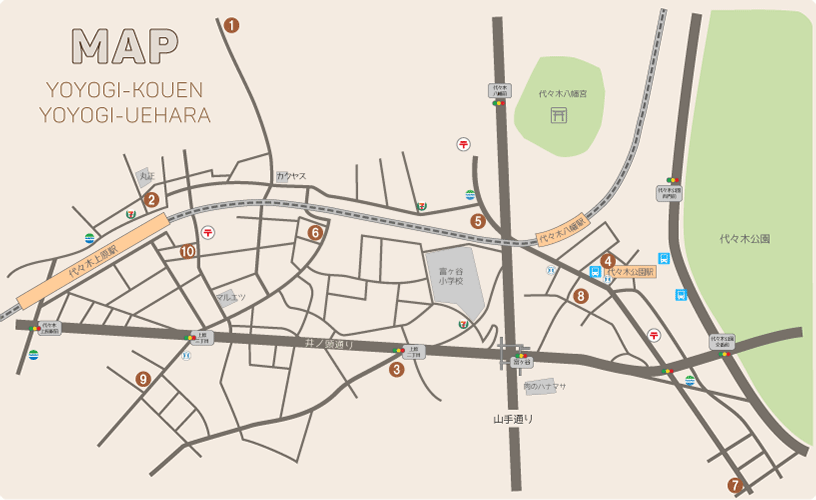 MAP
YOYOGI-KOUEN
YOYOGI-UEHARA
1
代々木
八幡前
代々木八幡宮
丸正
カクヤス
2
代々木公園
西門前
5
6
代々木八幡駅
10
代々木上原駅
富ヶ谷
小学校
4
代々木公園駅
代々木公園
マルエツ
8
代々木
上原駅前
上原
二丁目
井ノ頭通り
上原
二丁目
富ヶ谷
代々木公園
交番前
3
9
肉のハナマサ
山手通り
7